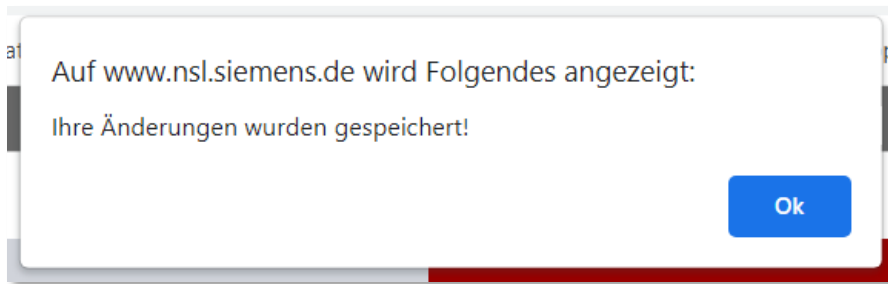 Auf www.nsl.siemens.de wird Folgendes angezeigt:
Ihre Änderungen wurden gespeichert!
Ok